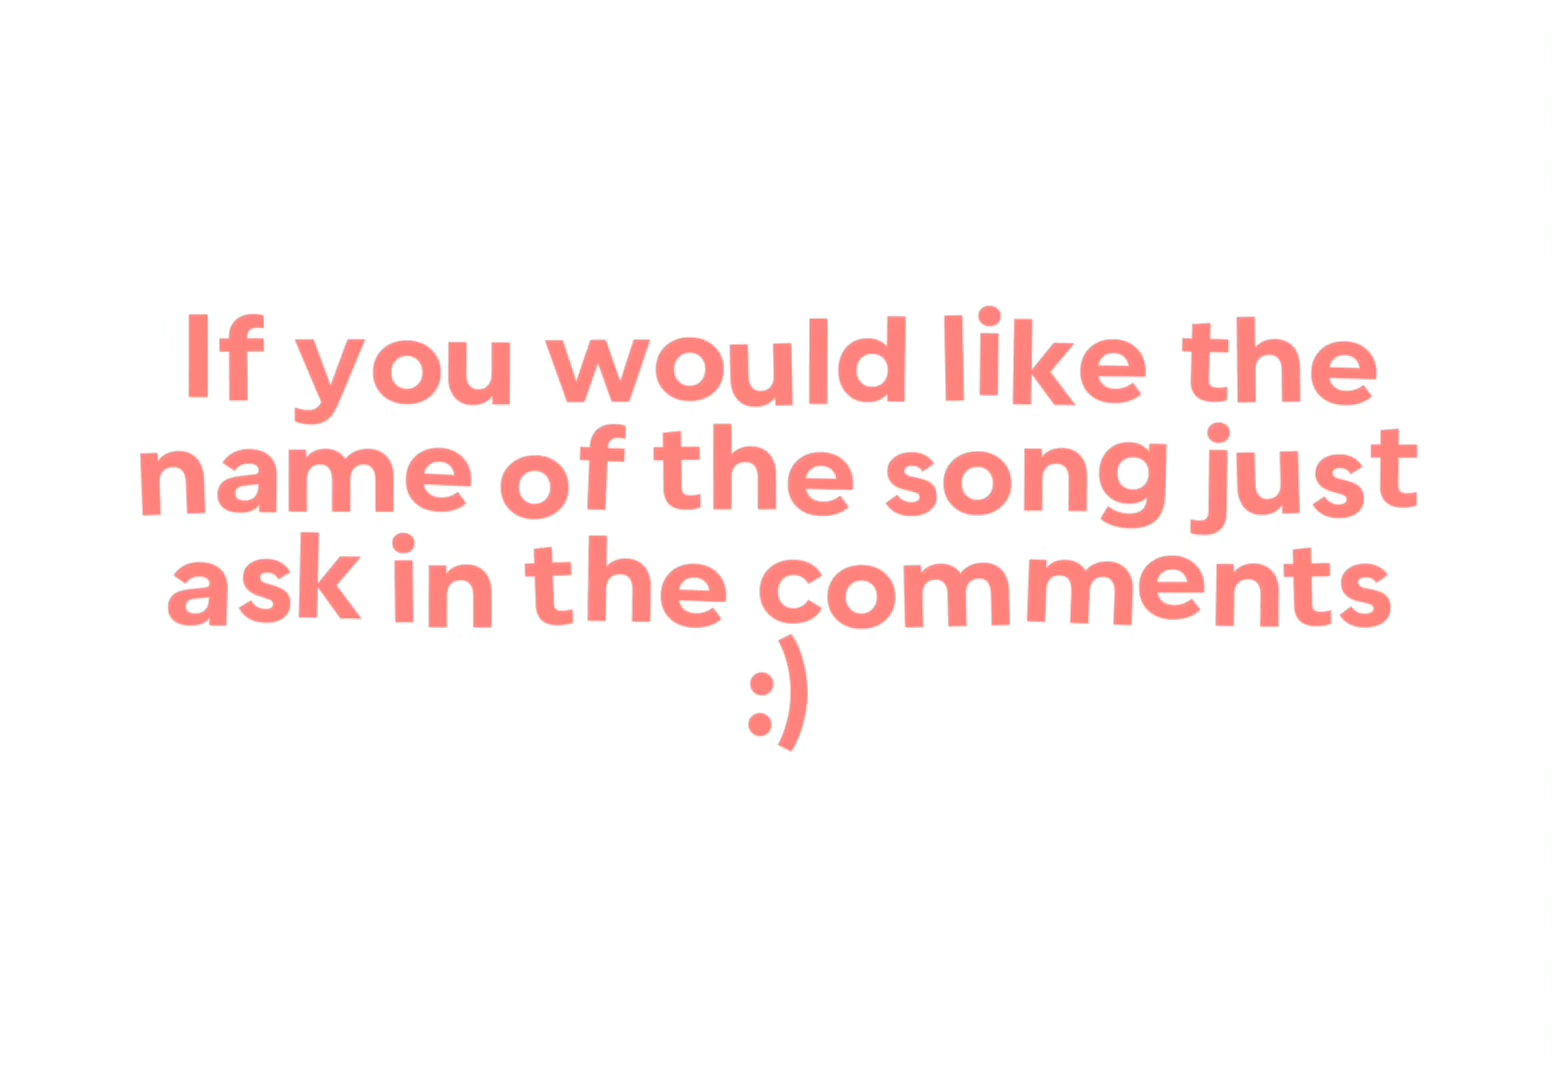 If you would like the
name of the song just
ask in the comments
:)